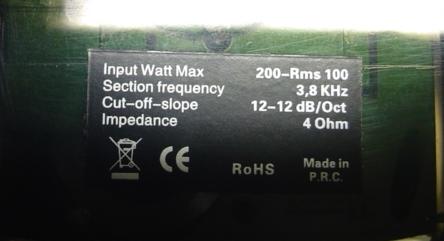 Input Watt Max 200-Rms 100
Section frequency 3,8 KHz
Cut-off-slope 12-12 dB/Oct
Impedance 4 Ohm
CE RoHS Made in
P.R.C.